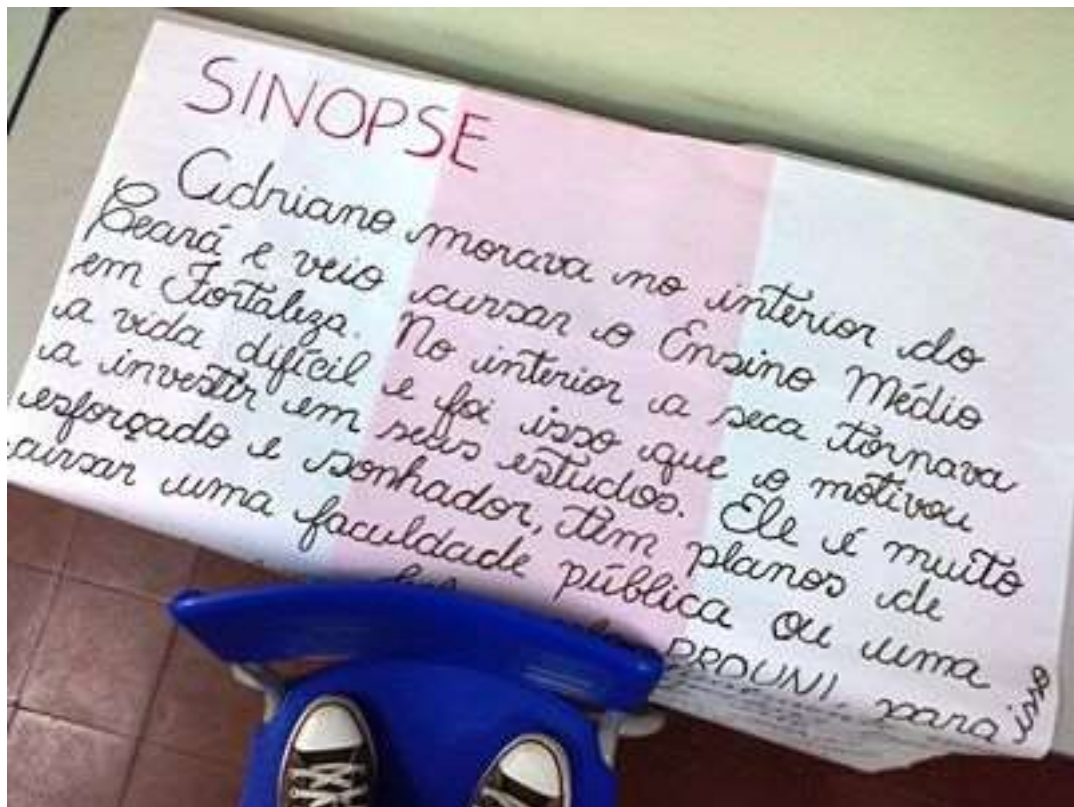 SINOPSE
Adriano morava no interior do
Ceará e veio cursar o Ensino Médio
em Fortaleza. No interior a seca tornava
a vida difícil e foi isso que o motivou
a investir em seus estudos. Ele é muito
esforçado e sonhador, tem planos de
cursar uma faculdade pública ou uma
PROUNI, para isso